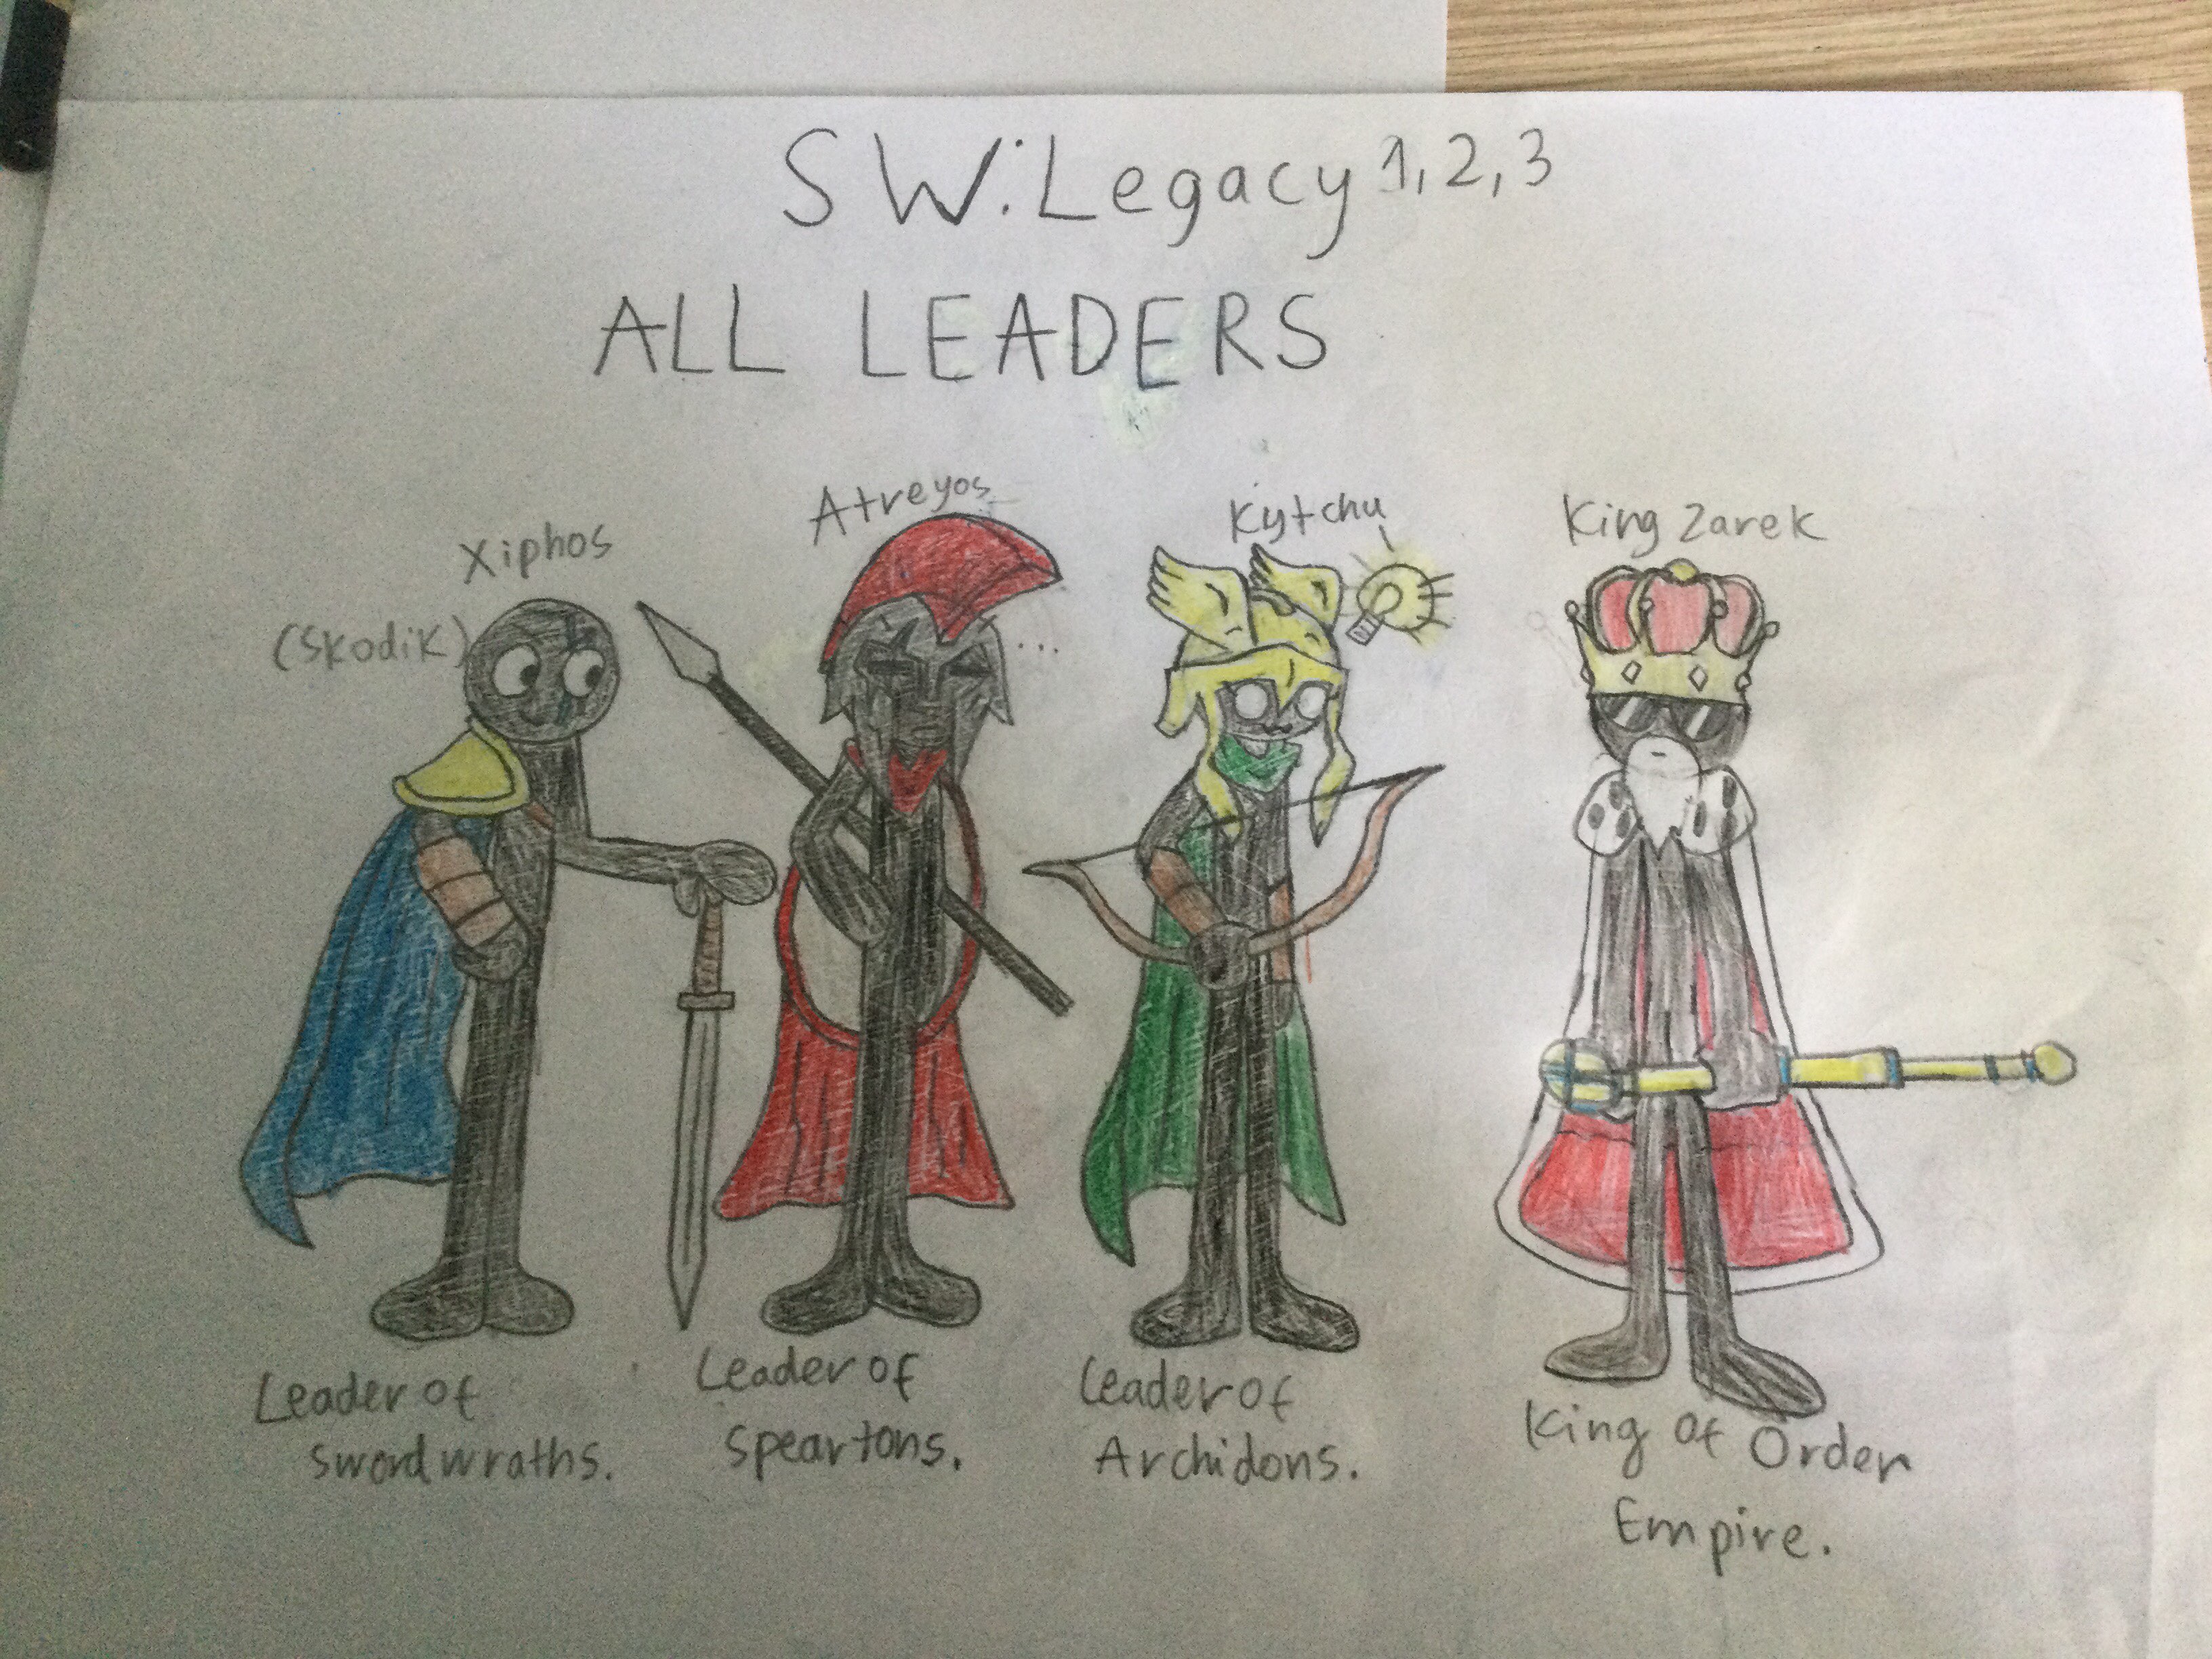 SW:Legacy 1,2,3
ALL LEADERS
Xiphos
(Skodik)
Atreyos
...
Kytchu
King Zarek
Leader of
swordwraths.
Leader of
Speartons.
Leader of
Archidons.
King Of Order
Empire.